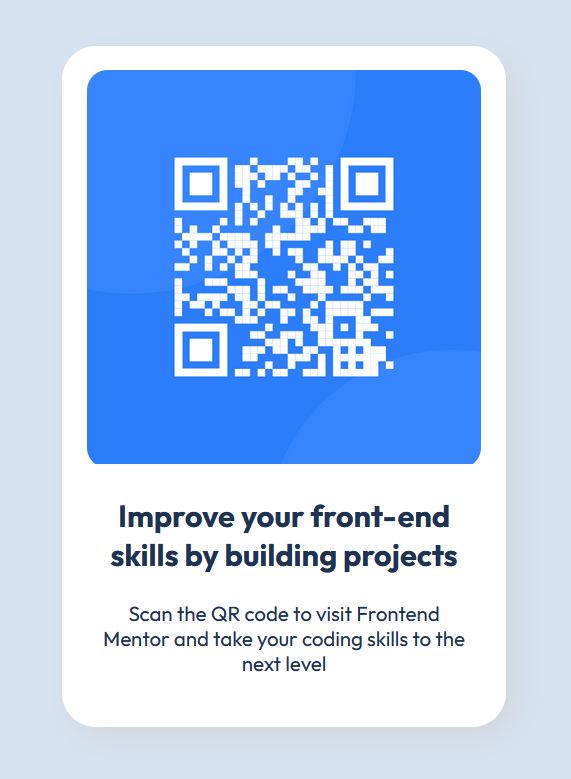 Improve your front-end
skills by building projects
Scan the QR code to visit Frontend
Mentor and take your coding skills to the
next level